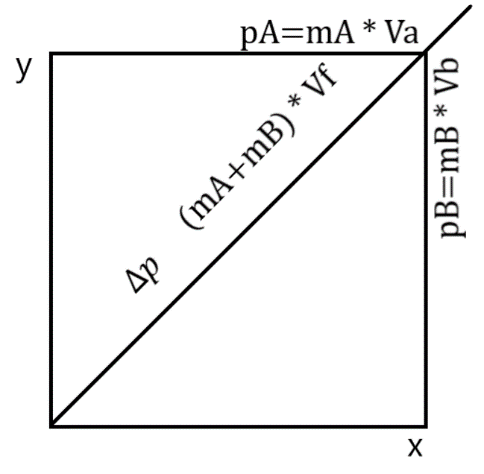 pA=mA * Va
y
Δp (mA+mB) * Vf
pB=mB * Vb
x